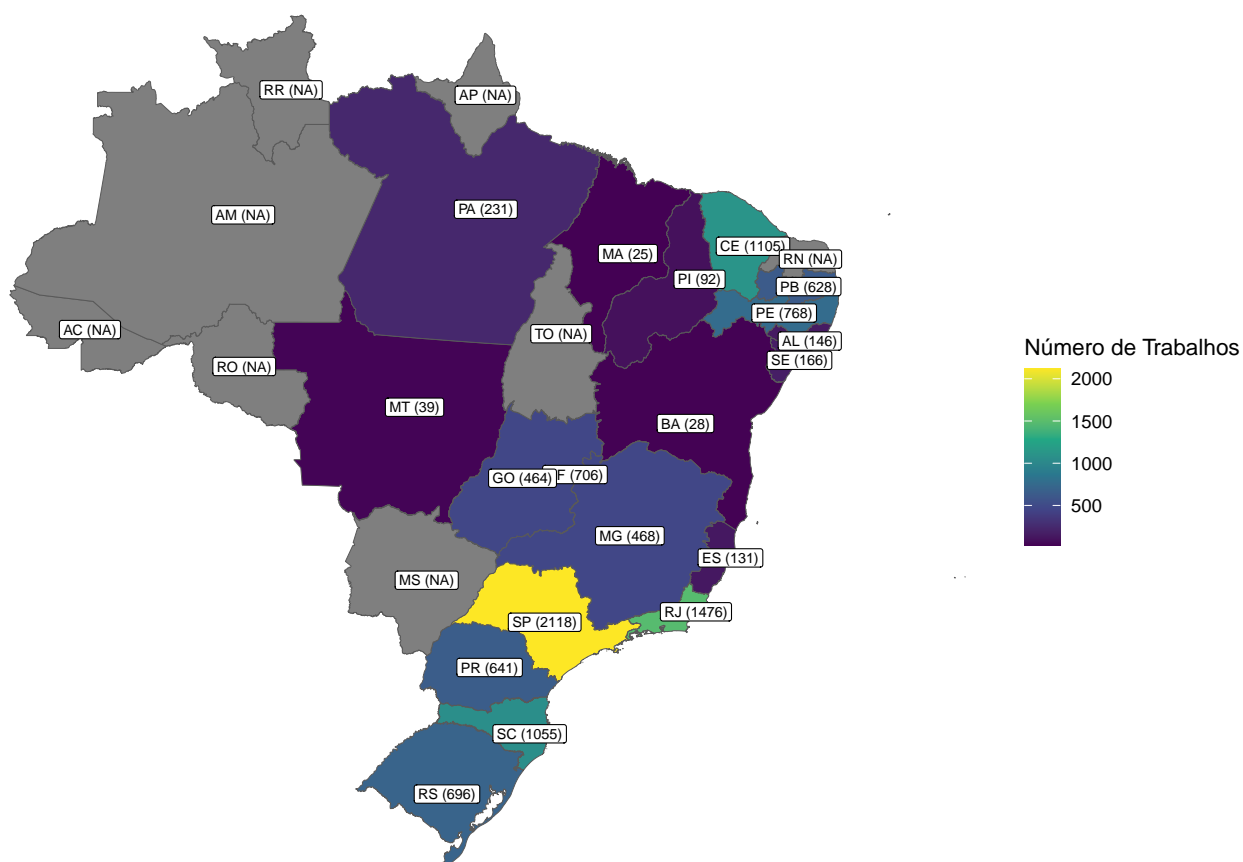 RR (NA)
AP (NA)
AM (NA)
PA (231)
MA (25)
CE (1105)
RN (NA)
PI (92)
PB (628)
PE (768)
AC (NA)
TO (NA)
AL (146)
SE (166)
RO (NA)
MT (39)
BA (28)
GO (464)
F (706)
MG (468)
ES (131)
MS (NA)
RJ (1476)
SP (2118)
PR (641)
SC (1055)
RS (696)
Número de Trabalhos
2000
1500
1000
500